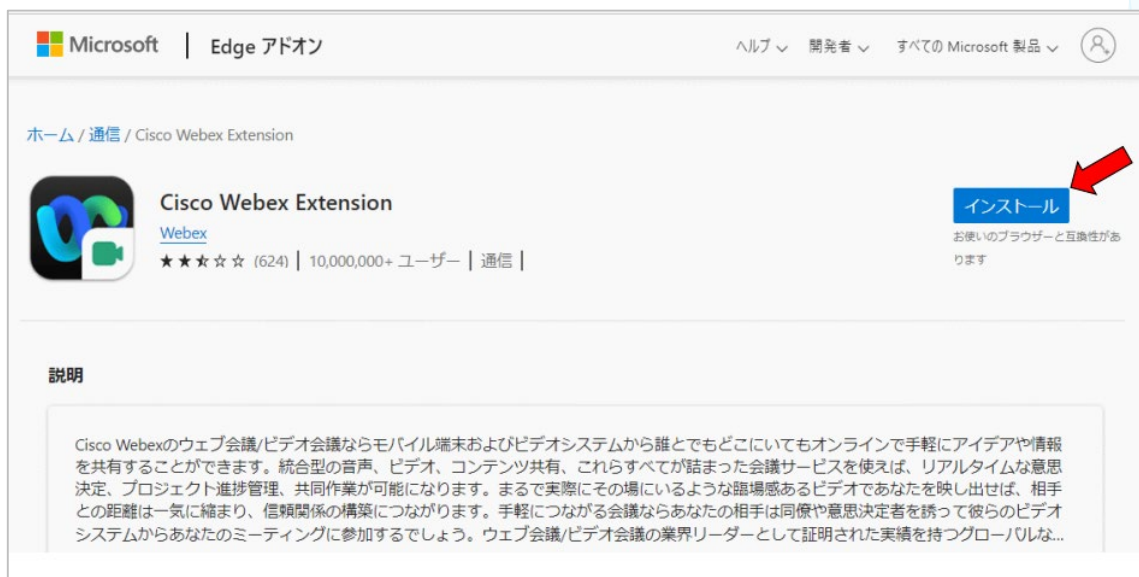 Microsoft | Edge アドオン
ヘルプ 開発者 すべての Microsoft 製品
ホーム / 通信 / Cisco Webex Extension
Cisco Webex Extension
インストール
Webex
お使いのブラウザーと互換性があ
ります
(624) | 10,000,000+ ユーザー | 通信 |
説明
Cisco Webexのウェブ会議/ビデオ会議ならモバイル端末およびビデオシステムから誰とでもどこにいてもオンラインで手軽にアイデアや情報
を共有することができます。統合型の音声、ビデオ、コンテンツ共有、これらすべてが詰まった会議サービスを使えば、リアルタイムな意思
決定、プロジェクト進捗管理、共同作業が可能になります。まるで実際にその場にいるような臨場感あるビデオであなたを映し出せば、相手
との距離は一気に縮まり、信頼関係の構築につながります。手軽につながる会議ならあなたの相手は同僚や意思決定者を誘って彼らのビデオ
システムからあなたのミーティングに参加するでしょう。ウェブ会議/ビデオ会議の業界リーダーとして証明された実績を持つグローバルな...